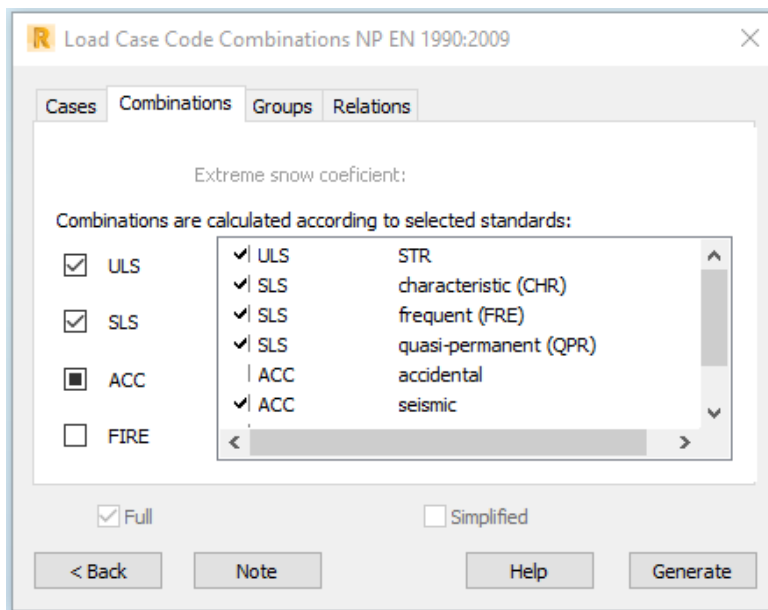 R Load Case Code Combinations NP EN 1990:2009
Cases Combinations Groups Relations
Extreme snow coeficient:
Combinations are calculated according to selected standards:
ULS
SLS
ACC
FIRE
ULS STR
SLS characteristic (CHR)
SLS frequent (FRE)
SLS quasi-permanent (QPR)
ACC accidental
ACC seismic
Full Simplified
< Back Note Help Generate